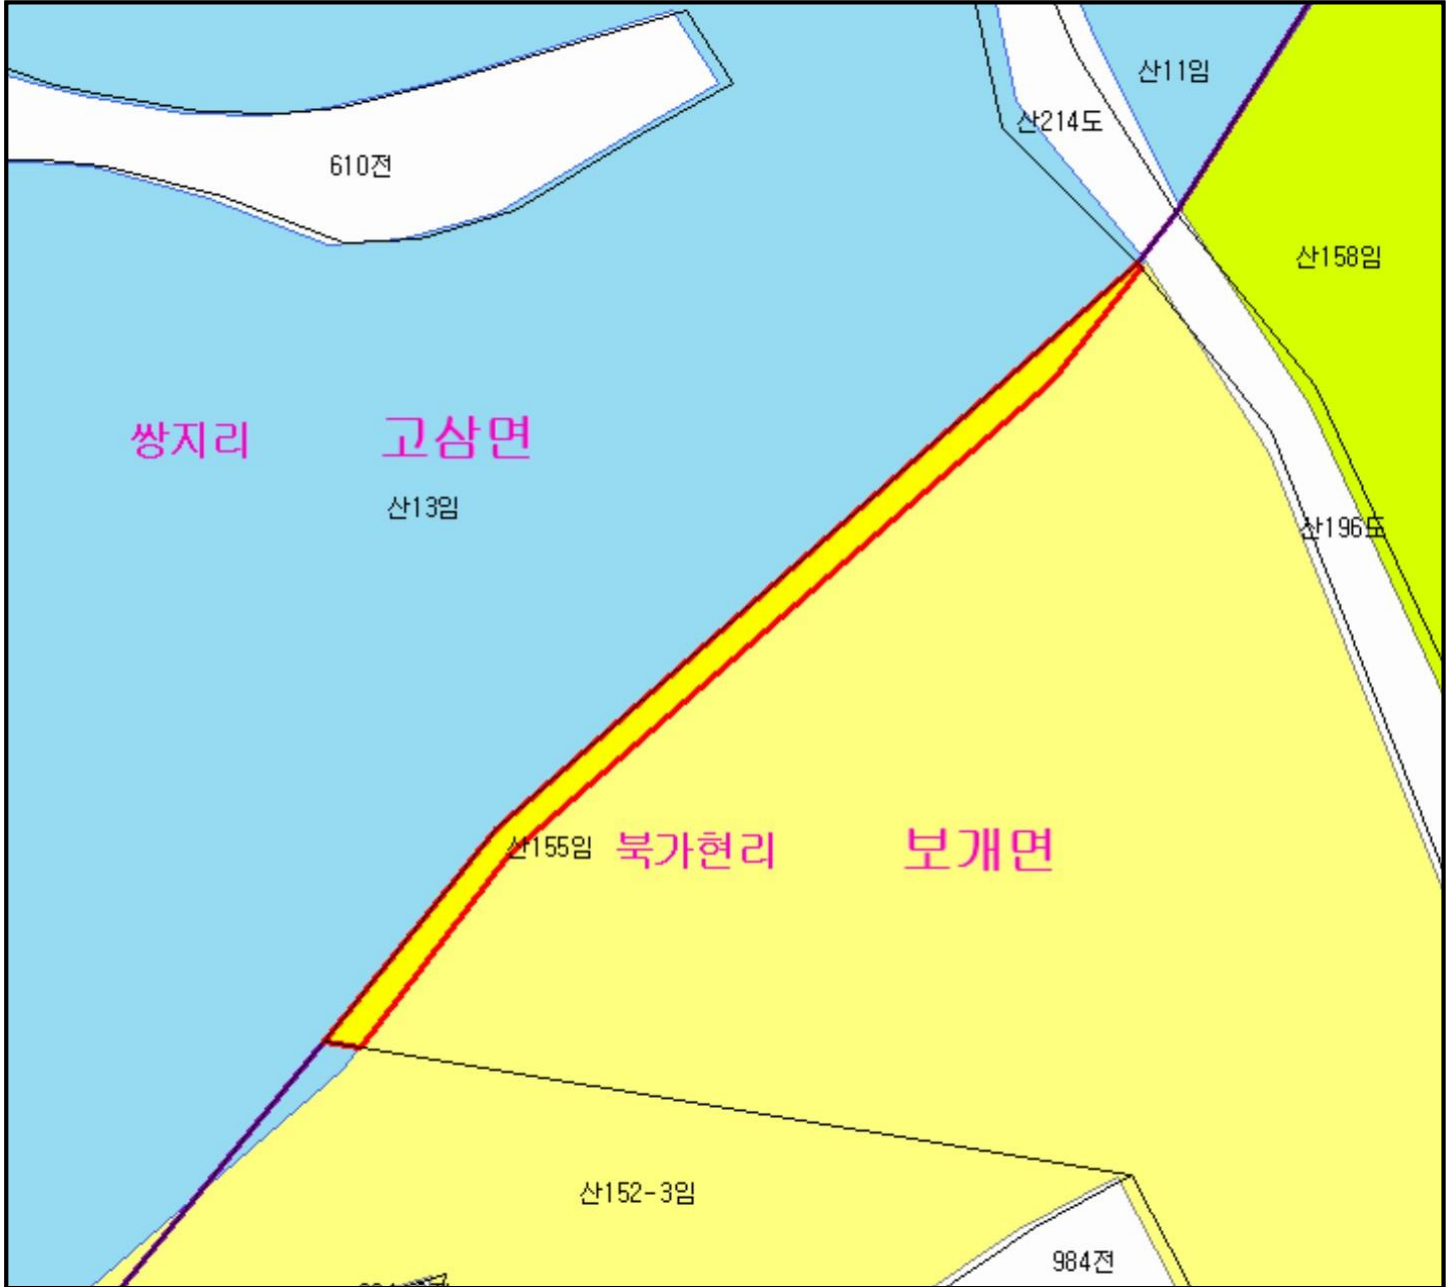 산11임
산214도
610전
산158임
쌍지리 고삼면
산13임
산196도
산155임 북가현리 보개면
산152-3임
984전